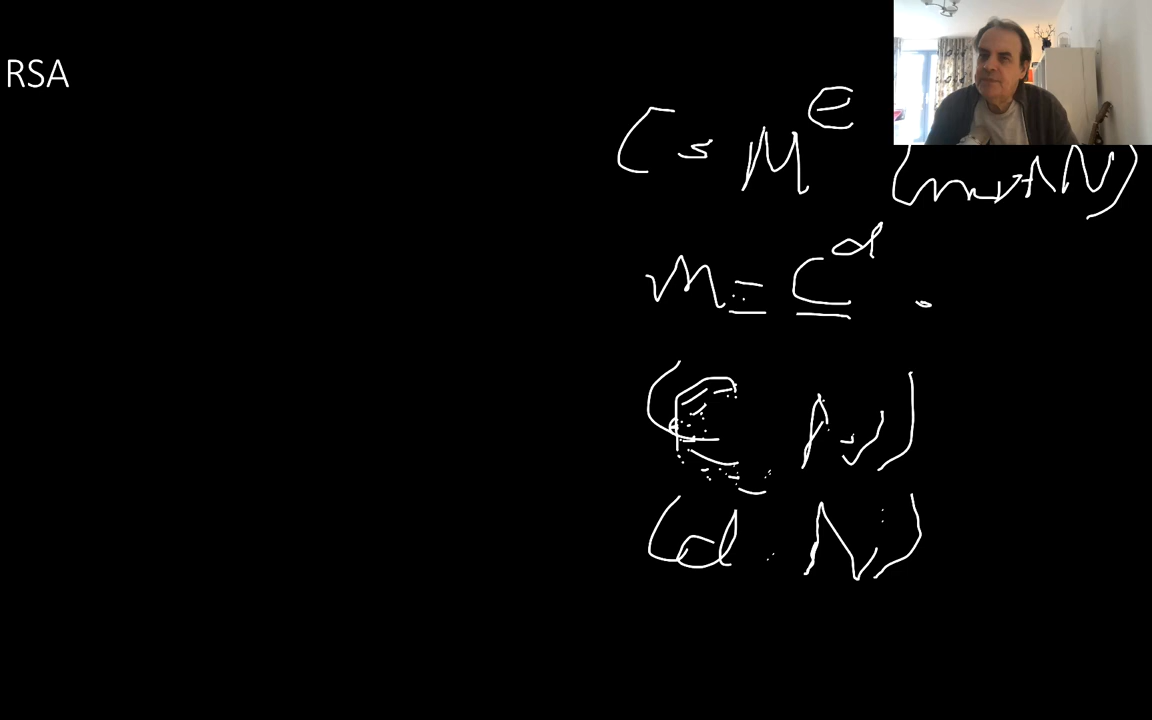 RSA
C = M^e (mod N)
M = C^d
(E, N)
(d, N)